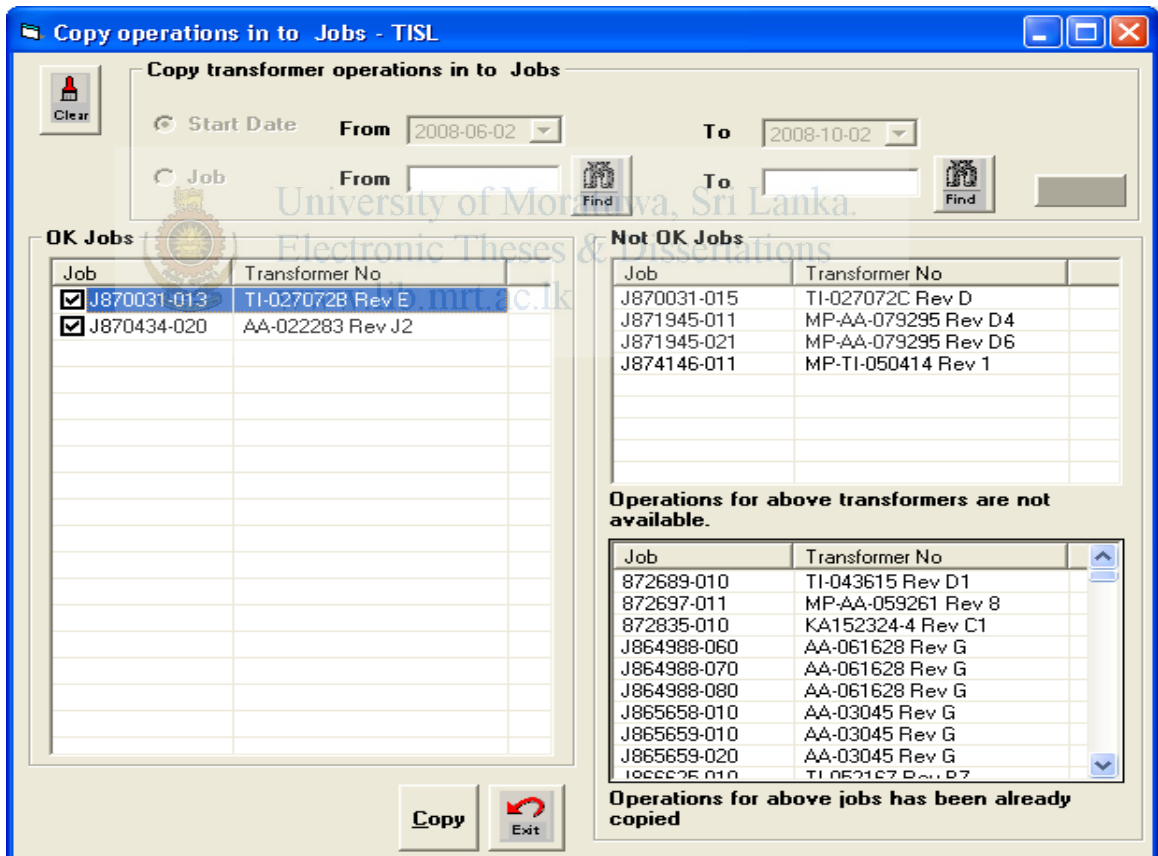 Copy operations in to Jobs - TISL
Clear
Copy transformer operations in to Jobs
Start Date From 2008-06-02 To 2008-10-02
Job From Find To Find
University of Moratuwa, Sri Lanka.
Electronic Theses & Dissertations
www.lib.mrt.ac.lk
OK Jobs
Job Transformer No
J870031-013 TI-027072B Rev E
J870434-020 AA-022283 Rev J2
Not OK Jobs
Job Transformer No
J870031-015 TI-027072C Rev D
J871945-011 MP-AA-079295 Rev D4
J871945-021 MP-AA-079295 Rev D6
J874146-011 MP-TI-050414 Rev 1
Operations for above transformers are not
available.
Job Transformer No
872689-010 TI-043615 Rev D1
872697-011 MP-AA-059261 Rev 8
872835-010 KA152324-4 Rev C1
J864988-060 AA-061628 Rev G
J864988-070 AA-061628 Rev G
J864988-080 AA-061628 Rev G
J865658-010 AA-03045 Rev G
J865659-010 AA-03045 Rev G
J865659-020 AA-03045 Rev G
Operations for above jobs has been already
copied
Copy
Exit